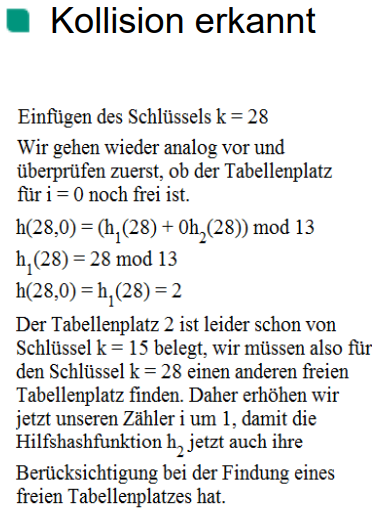 Kollision erkannt
Einfügen des Schlüssels k = 28
Wir gehen wieder analog vor und
überprüfen zuerst, ob der Tabellenplatz
für i = 0 noch frei ist.
h(28,0) = (h₁(28) + 0h₂(28)) mod 13
h₁(28) = 28 mod 13
h(28,0) = h₁(28) = 2
Der Tabellenplatz 2 ist leider schon von
Schlüssel k = 15 belegt, wir müssen also für
den Schlüssel k = 28 einen anderen freien
Tabellenplatz finden. Daher erhöhen wir
jetzt unseren Zähler i um 1, damit die
Hilfshashfunktion h₂ jetzt auch ihre
Berücksichtigung bei der Findung eines
freien Tabellenplatzes hat.